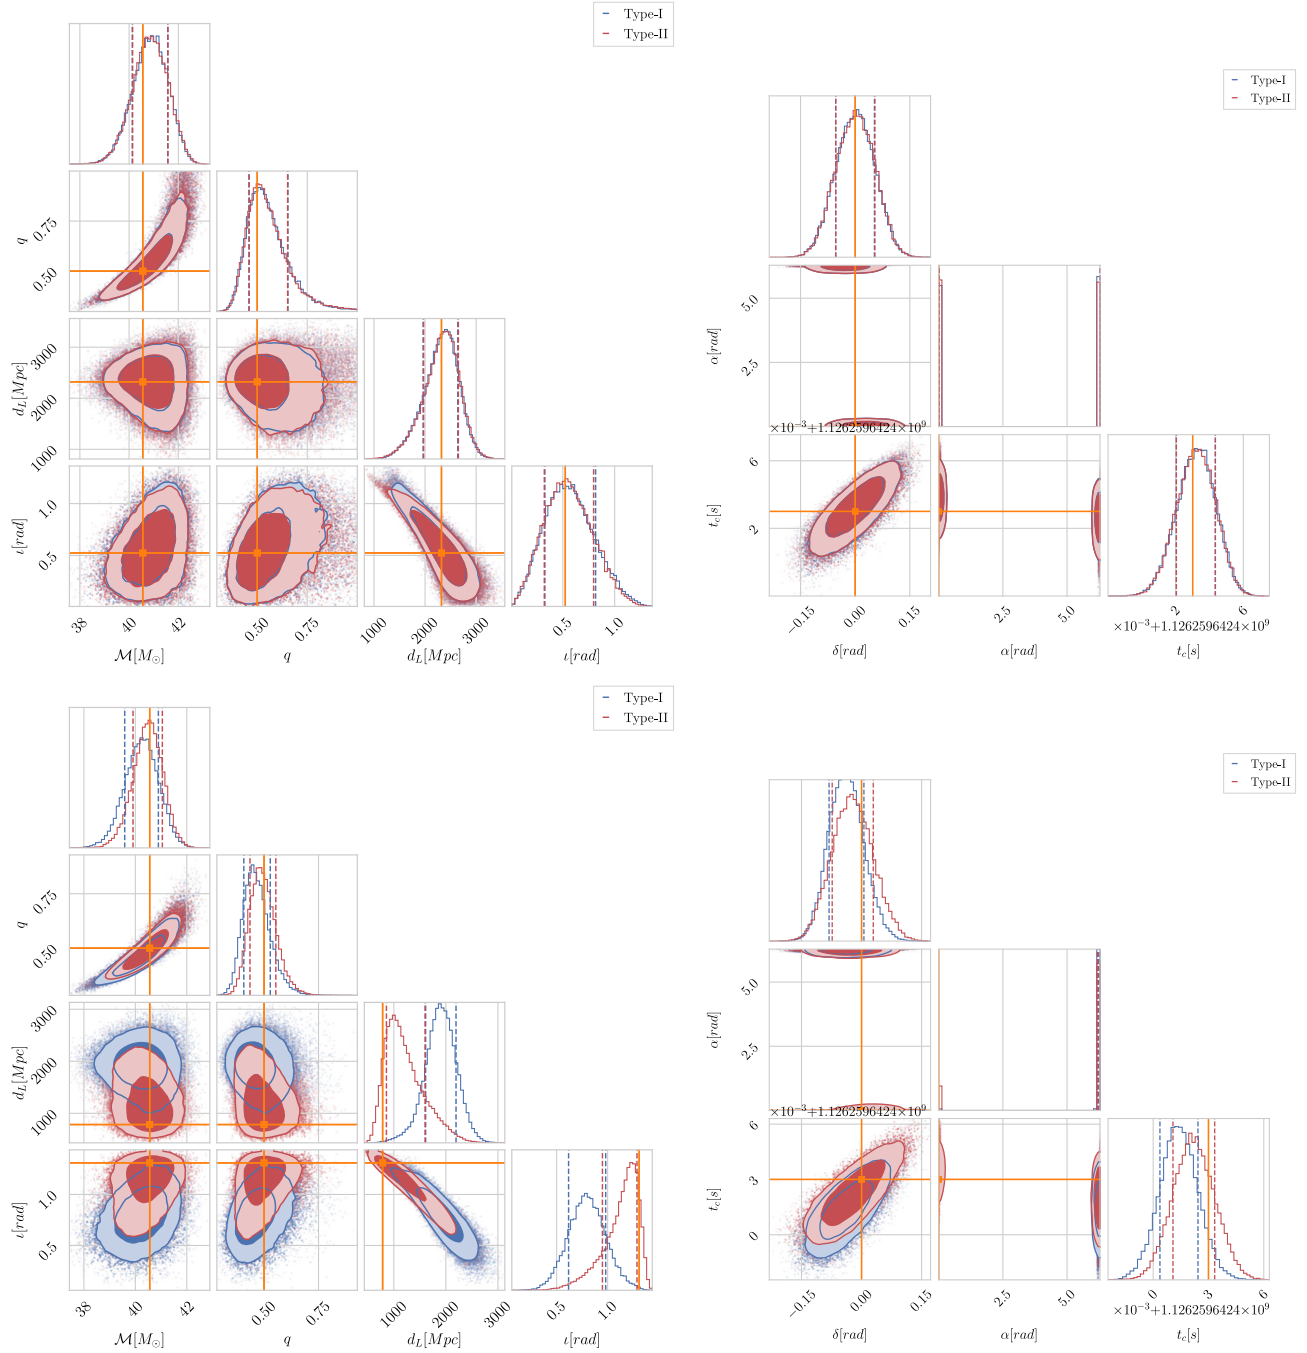 Type-I
Type-II
q
0.75
0.50
d_L[Mpc]
3000
2000
1000
ι[rad]
1.0
0.5
38 40 42
0.50 0.75
1000 2000 3000
0.5 1.0
ℳ[M_⊙]
q
d_L[Mpc]
ι[rad]
Type-I
Type-II
α[rad]
5.0
2.5
×10⁻³+1.1262596424×10⁹
t_c[s]
6
2
−0.15 0.00 0.15
2.5 5.0
2 6
×10⁻³+1.1262596424×10⁹
δ[rad]
α[rad]
t_c[s]
Type-I
Type-II
q
0.75
0.50
d_L[Mpc]
3000
2000
1000
ι[rad]
1.0
0.5
38 40 42
0.50 0.75
1000 2000 3000
0.5 1.0
ℳ[M_⊙]
q
d_L[Mpc]
ι[rad]
Type-I
Type-II
α[rad]
5.0
2.5
×10⁻³+1.1262596424×10⁹
t_c[s]
6
3
0
−0.15 0.00 0.15
2.5 5.0
0 3 6
×10⁻³+1.1262596424×10⁹
δ[rad]
α[rad]
t_c[s]